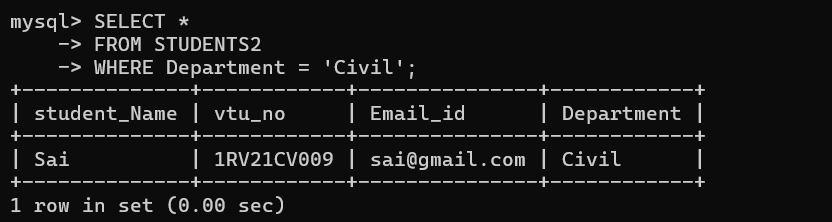 mysql> SELECT *
    -> FROM STUDENTS2
    -> WHERE Department = 'Civil';
+--------------+------------+---------------+------------+
| student_Name | vtu_no     | Email_id      | Department |
+--------------+------------+---------------+------------+
| Sai          | 1RV21CV009 | sai@gmail.com | Civil      |
+--------------+------------+---------------+------------+
1 row in set (0.00 sec)